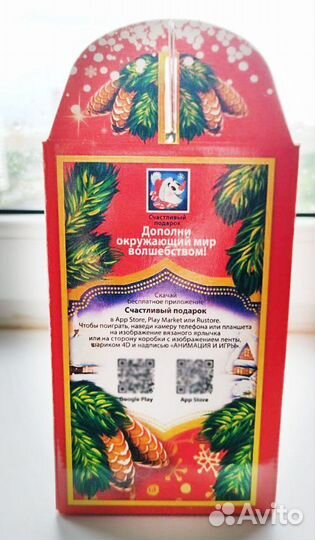 Счастливый
подарок
Дополни
окружающий мир
волшебством!
Скачай
бесплатное приложение
Счастливый подарок
в App Store, Play Market или Rustore.
Чтобы поиграть, наведи камеру телефона или планшета
на изображение вязаного ярлычка
или на сторону коробки с изображением ленты,
шариком 4D и надписью «АНИМАЦИЯ И ИГРЫ»
Google Play App Store
Avito